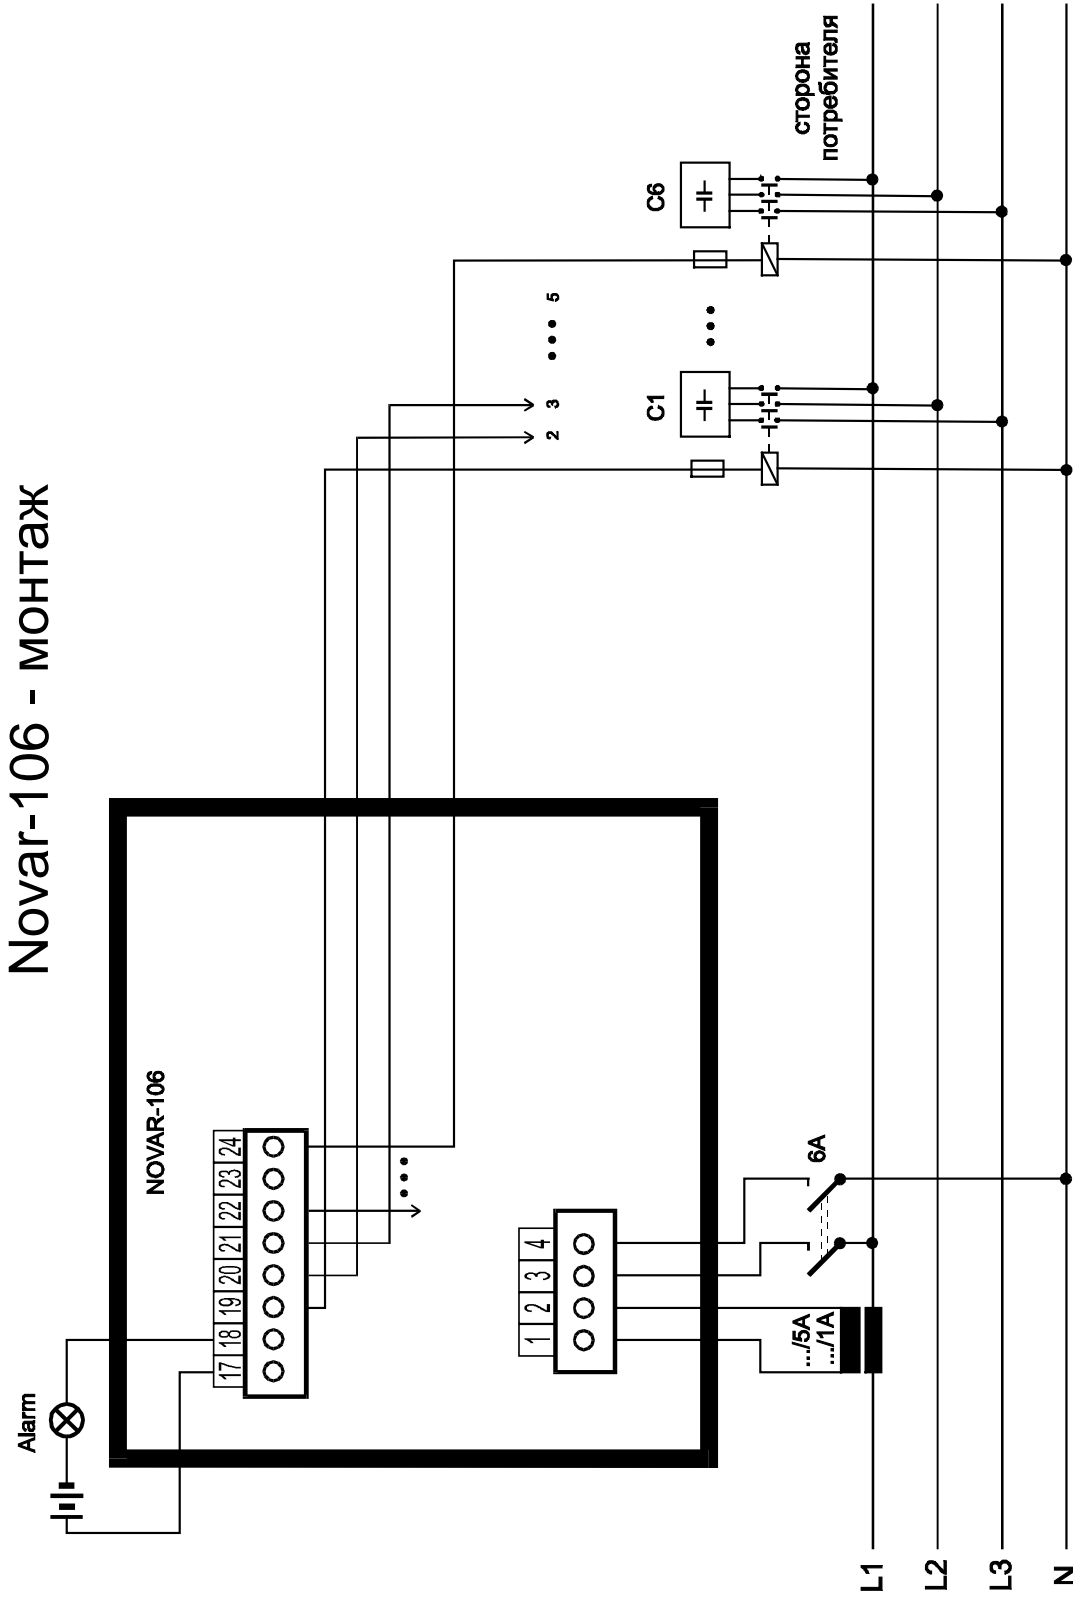 Novar-106 - монтаж
Alarm
NOVAR-106
17 18 19 20 21 22 23 24
1 2 3 4
2 3 5
C1
C6
сторона
потребителя
..../5A
.../1A
6A
L1
L2
L3
N